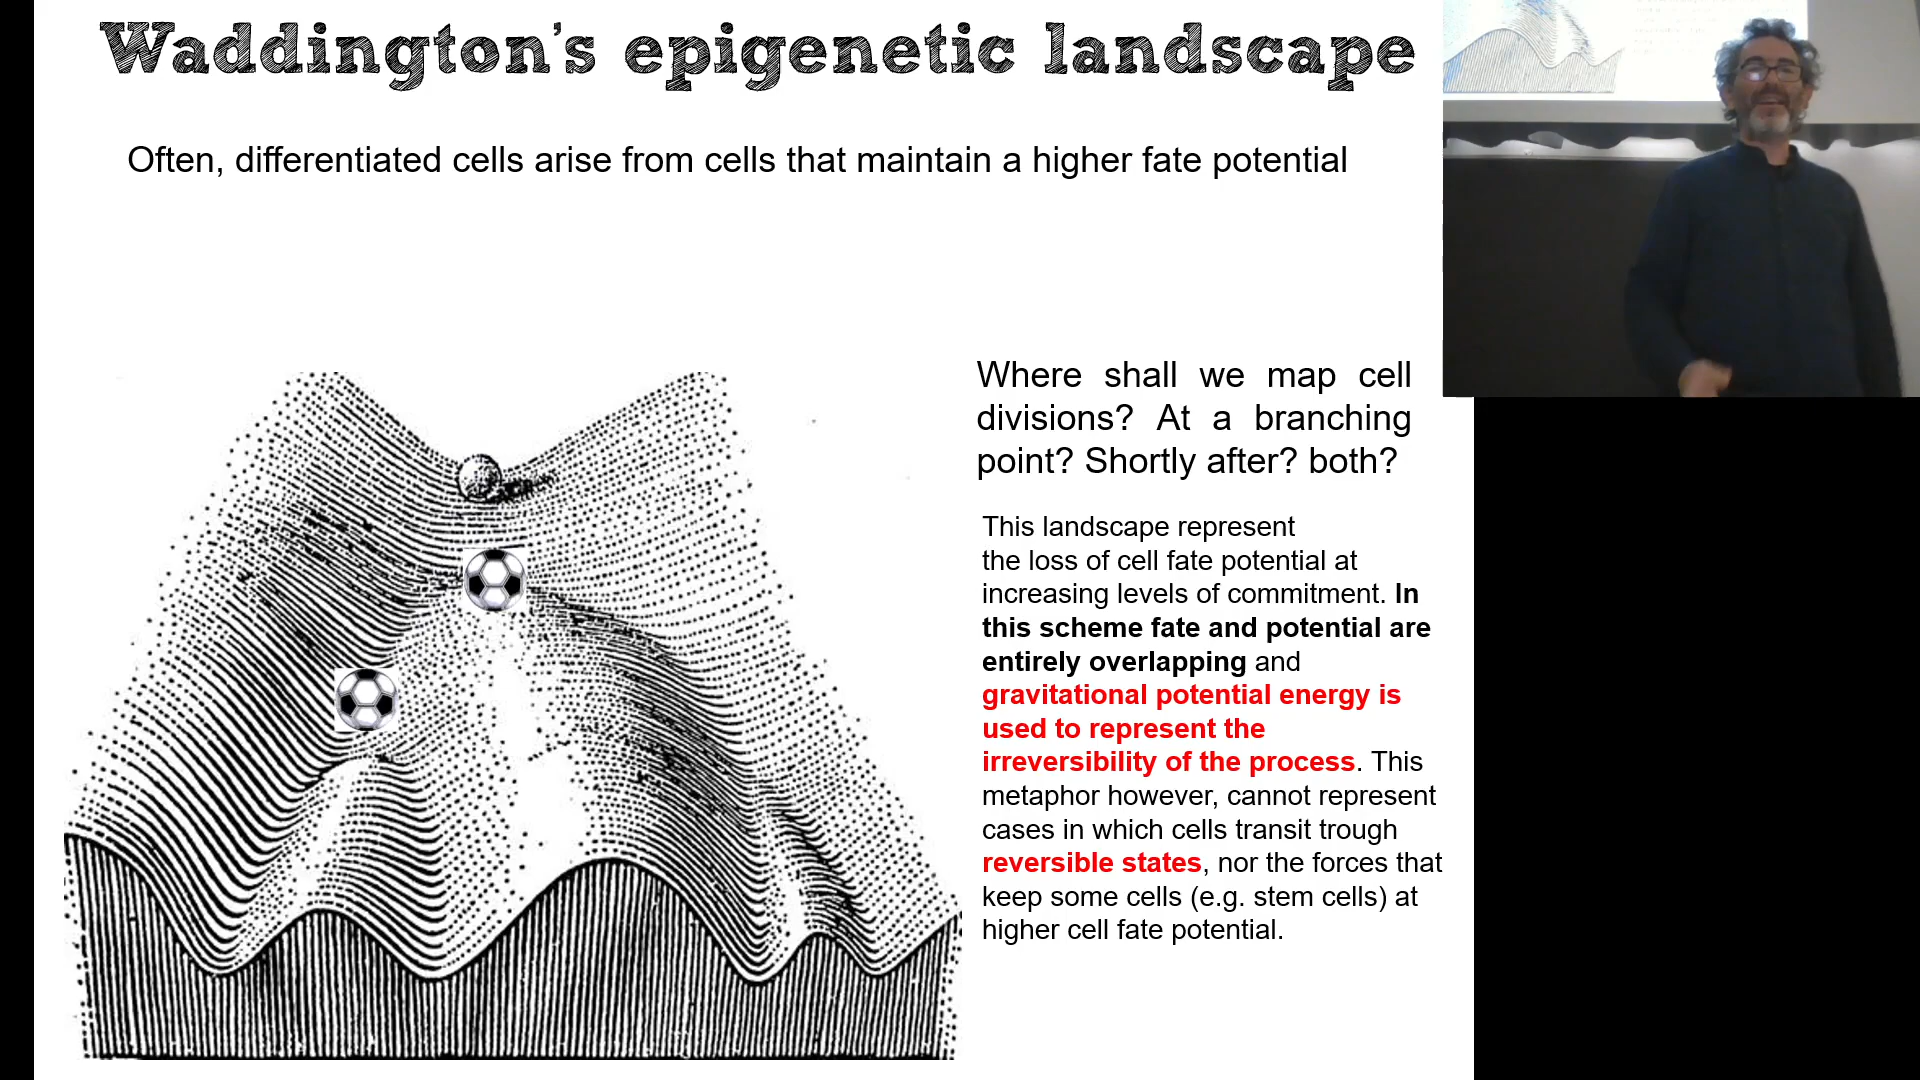 Waddington's epigenetic landscape
Often, differentiated cells arise from cells that maintain a higher fate potential
Where shall we map cell
divisions? At a branching
point? Shortly after? both?
This landscape represent
the loss of cell fate potential at
increasing levels of commitment. In
this scheme fate and potential are
entirely overlapping and
gravitational potential energy is
used to represent the
irreversibility of the process. This
metaphor however, cannot represent
cases in which cells transit trough
reversible states, nor the forces that
keep some cells (e.g. stem cells) at
higher cell fate potential.